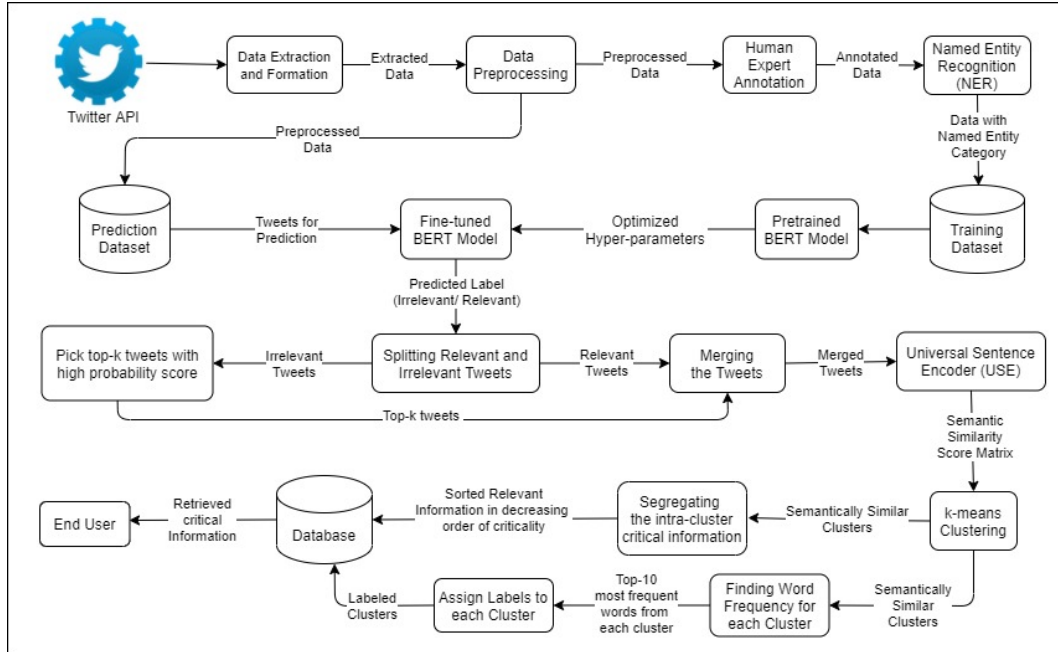 Twitter API
Data Extraction
and Formation
Extracted
Data
Data
Preprocessing
Preprocessed
Data
Human
Expert
Annotation
Annotated
Data
Named Entity
Recognition
(NER)
Preprocessed
Data
Data with
Named Entity
Category
Prediction
Dataset
Tweets for
Prediction
Fine-tuned
BERT Model
Optimized
Hyper-parameters
Pretrained
BERT Model
Training
Dataset
Predicted Label
(Irrelevant/ Relevant)
Pick top-k tweets with
high probability score
Irrelevant
Tweets
Splitting Relevant and
Irrelevant Tweets
Relevant
Tweets
Merging
the Tweets
Merged
Tweets
Universal Sentence
Encoder (USE)
Top-k tweets
Semantic
Similarity
Score Matrix
End User
Retrieved
critical
Information
Database
Sorted Relevant
Information in decreasing
order of criticality
Segregating
the intra-cluster
critical information
Semantically Similar
Clusters
k-means
Clustering
Labeled
Clusters
Assign Labels to
each Cluster
Top-10
most frequent
words from
each cluster
Finding Word
Frequency for
each Cluster
Semantically
Similar
Clusters